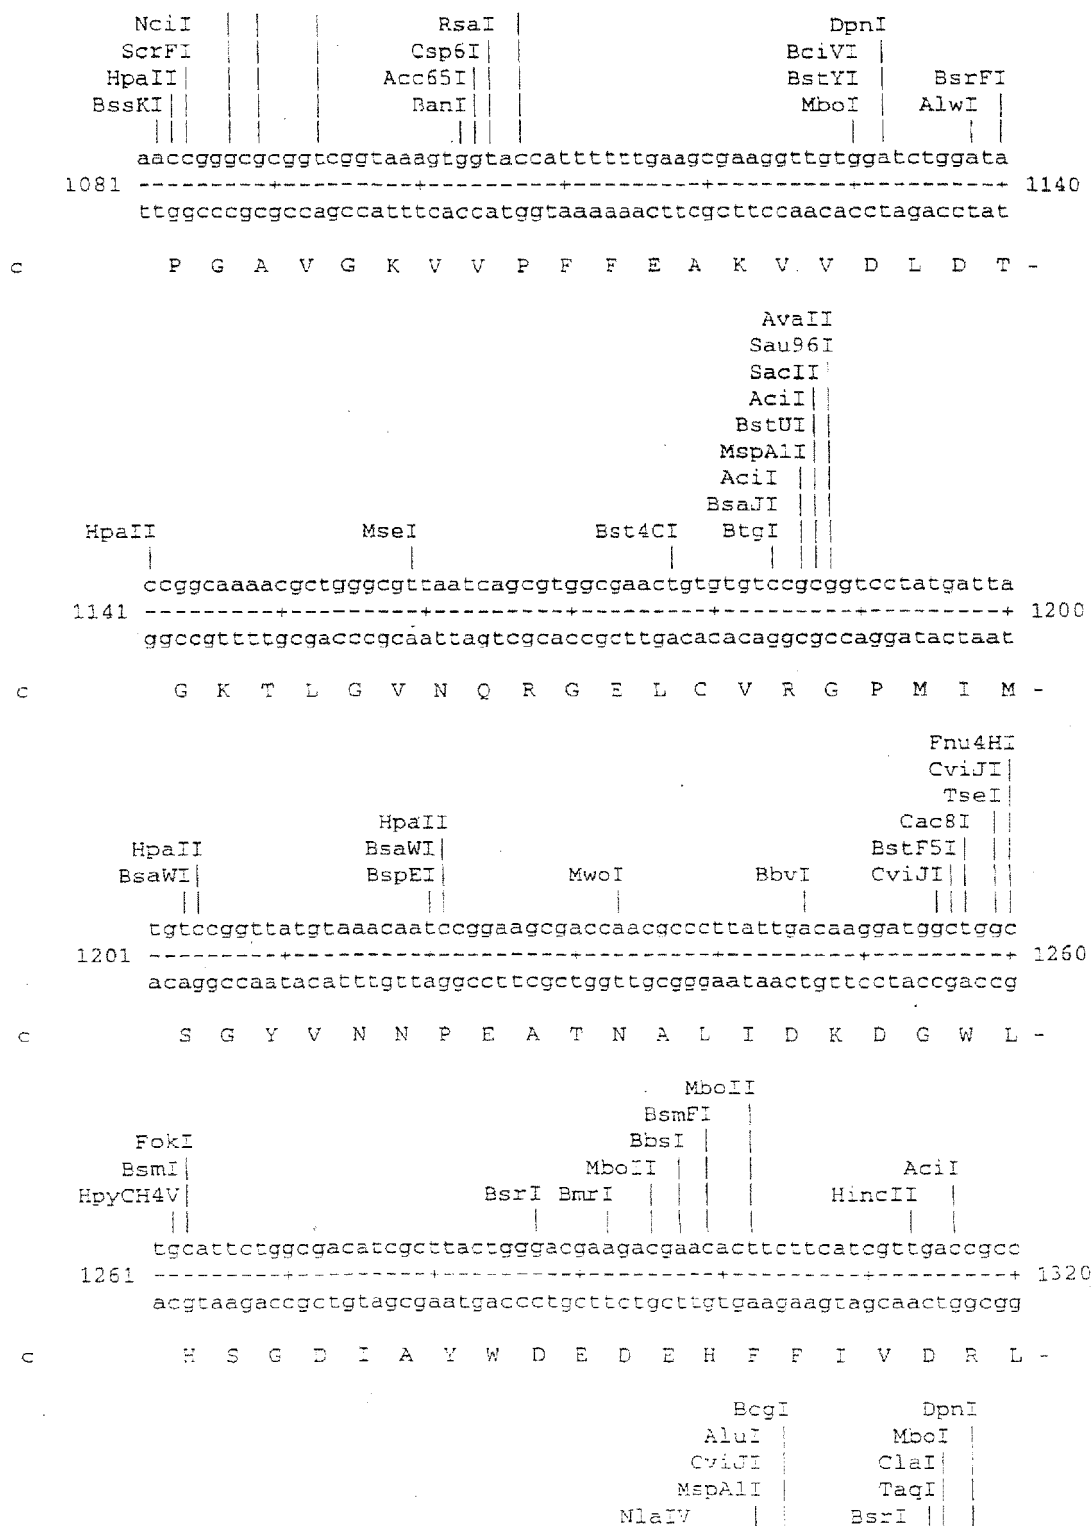 NciI RsaI DpnI
ScrFI Csp6I BciVI
HpaII Acc65I BstYI BsrFI
BssKI BanI MboI AlwI
aaccgggcgcggtcggtaaagtggtaccatttttttgaagcgaaggttgtggatctggata
1081 ---------+---------+---------+---------+---------+---------+ 1140
ttggcccgcgccagccatttcaccatggtaaaaaacttcgcttccaacacctagacctat
c P G A V G K V V P F F E A K V V D L D T -
AvaII
Sau96I
SacII
AciI
BstUI
MspA1I
AciI
BsaJI
HpaII MseI Bst4CI BtgI
ccggcaaaacgctgggcgttaatcagcgtggcgaactgtgtgtccgcggtcctatgatta
1141 ---------+---------+---------+---------+---------+---------+ 1200
ggccgttttgcgacccgcaattagtcgcaccgcttgacacacaggcgccaggatactaat
c G K T L G V N Q R G E L C V R G P M I M -
Fnu4HI
CviJI
TseI
HpaII Cac8I
HpaII BsaWI BstF5I
BsaWI BspEI MwoI BbvI CviJI
tgtccggttatgtaaacaatccggaagcgaccaacgcccttattgacaaggatggctggc
1201 ---------+---------+---------+---------+---------+---------+ 1260
acaggccaatacatttgttaggccttcgctggttgcgggaataactgttcctaccgaccg
c S G Y V N N P E A T N A L I D K D G W L -
MboII
BsmFI
FokI BbsI
BsmI MboII AciI
HpyCH4V BsrI BmrI HincII
tgcattctggcgacatcgcttactgggacgaagacgaacacttcttcatcgttgaccgcc
1261 ---------+---------+---------+---------+---------+---------+ 1320
acgtaagaccgctgtagcgaatgaccctgcttctgcttgtgaagaagtagcaactggcgg
c H S G D I A Y W D E D E H F F I V D R L -
BcgI DpnI
AluI MboI
CviJI ClaI
MspA1I TaqI
NlaIV BsrI